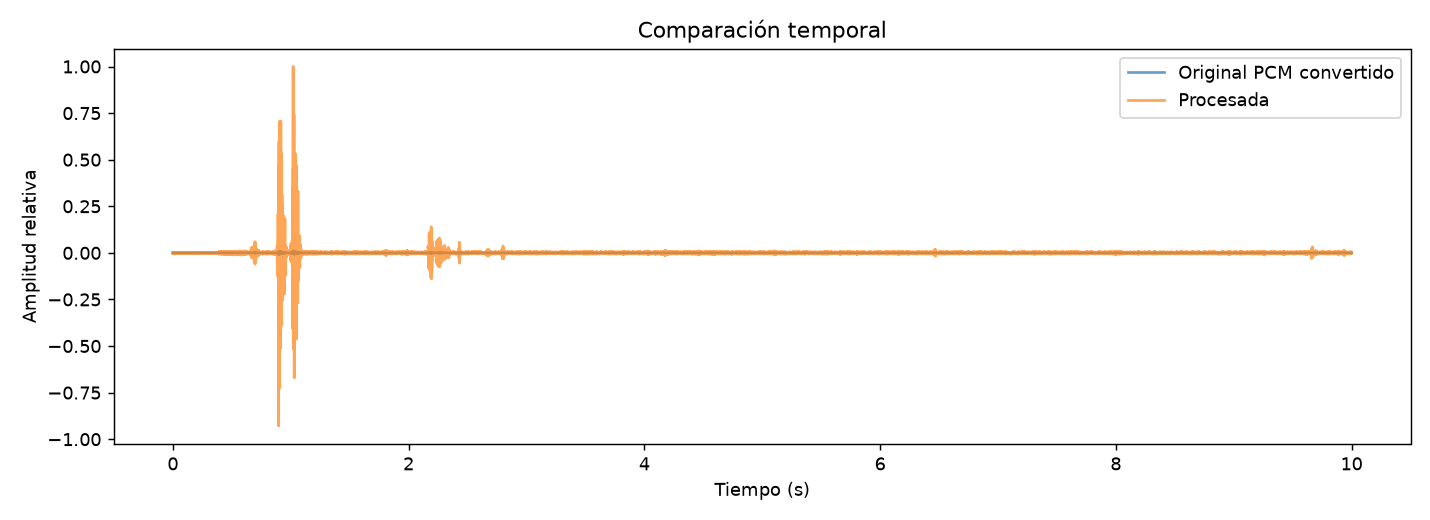 Comparación temporal
Original PCM convertido
Procesada
1.00
0.75
0.50
0.25
0.00
−0.25
−0.50
−0.75
−1.00
Amplitud relativa
0 2 4 6 8 10
Tiempo (s)